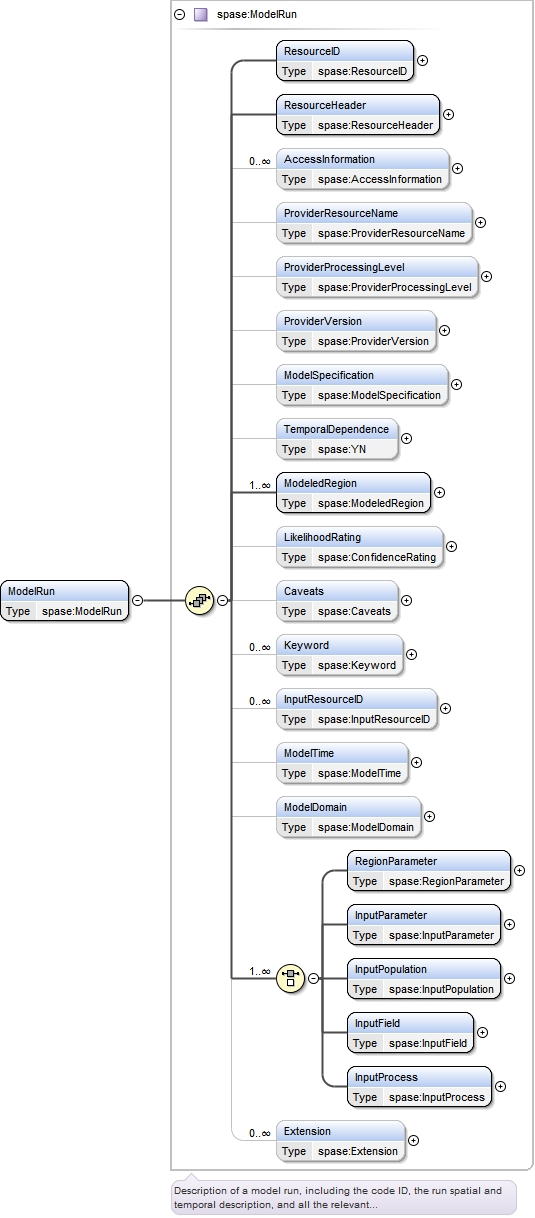 spase:ModelRun
ResourceID
Type spase:ResourceID
ResourceHeader
Type spase:ResourceHeader
0..∞
AccessInformation
Type spase:AccessInformation
ProviderResourceName
Type spase:ProviderResourceName
ProviderProcessingLevel
Type spase:ProviderProcessingLevel
ProviderVersion
Type spase:ProviderVersion
ModelSpecification
Type spase:ModelSpecification
TemporalDependence
Type spase:YN
1..∞
ModeledRegion
Type spase:ModeledRegion
LikelihoodRating
Type spase:ConfidenceRating
ModelRun
Type spase:ModelRun
Caveats
Type spase:Caveats
0..∞
Keyword
Type spase:Keyword
0..∞
InputResourceID
Type spase:InputResourceID
ModelTime
Type spase:ModelTime
ModelDomain
Type spase:ModelDomain
1..∞
RegionParameter
Type spase:RegionParameter
InputParameter
Type spase:InputParameter
InputPopulation
Type spase:InputPopulation
InputField
Type spase:InputField
InputProcess
Type spase:InputProcess
0..∞
Extension
Type spase:Extension
Description of a model run, including the code ID, the run spatial and
temporal description, and all the relevant...